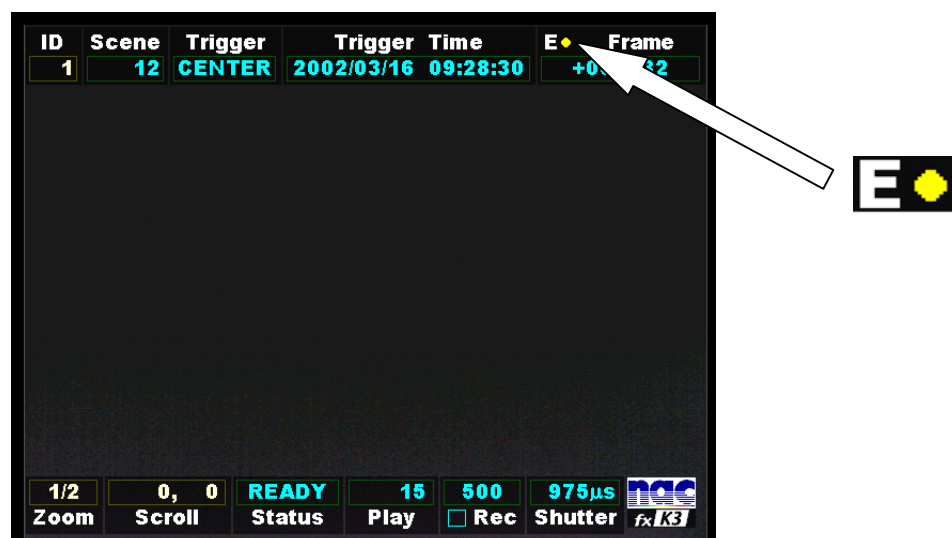 ID Scene Trigger Trigger Time E Frame
1 12 CENTER 2002/03/16 09:28:30
E
1/2 0, 0 READY 15 500 975µs nac
Zoom Scroll Status Play Rec Shutter fx K3